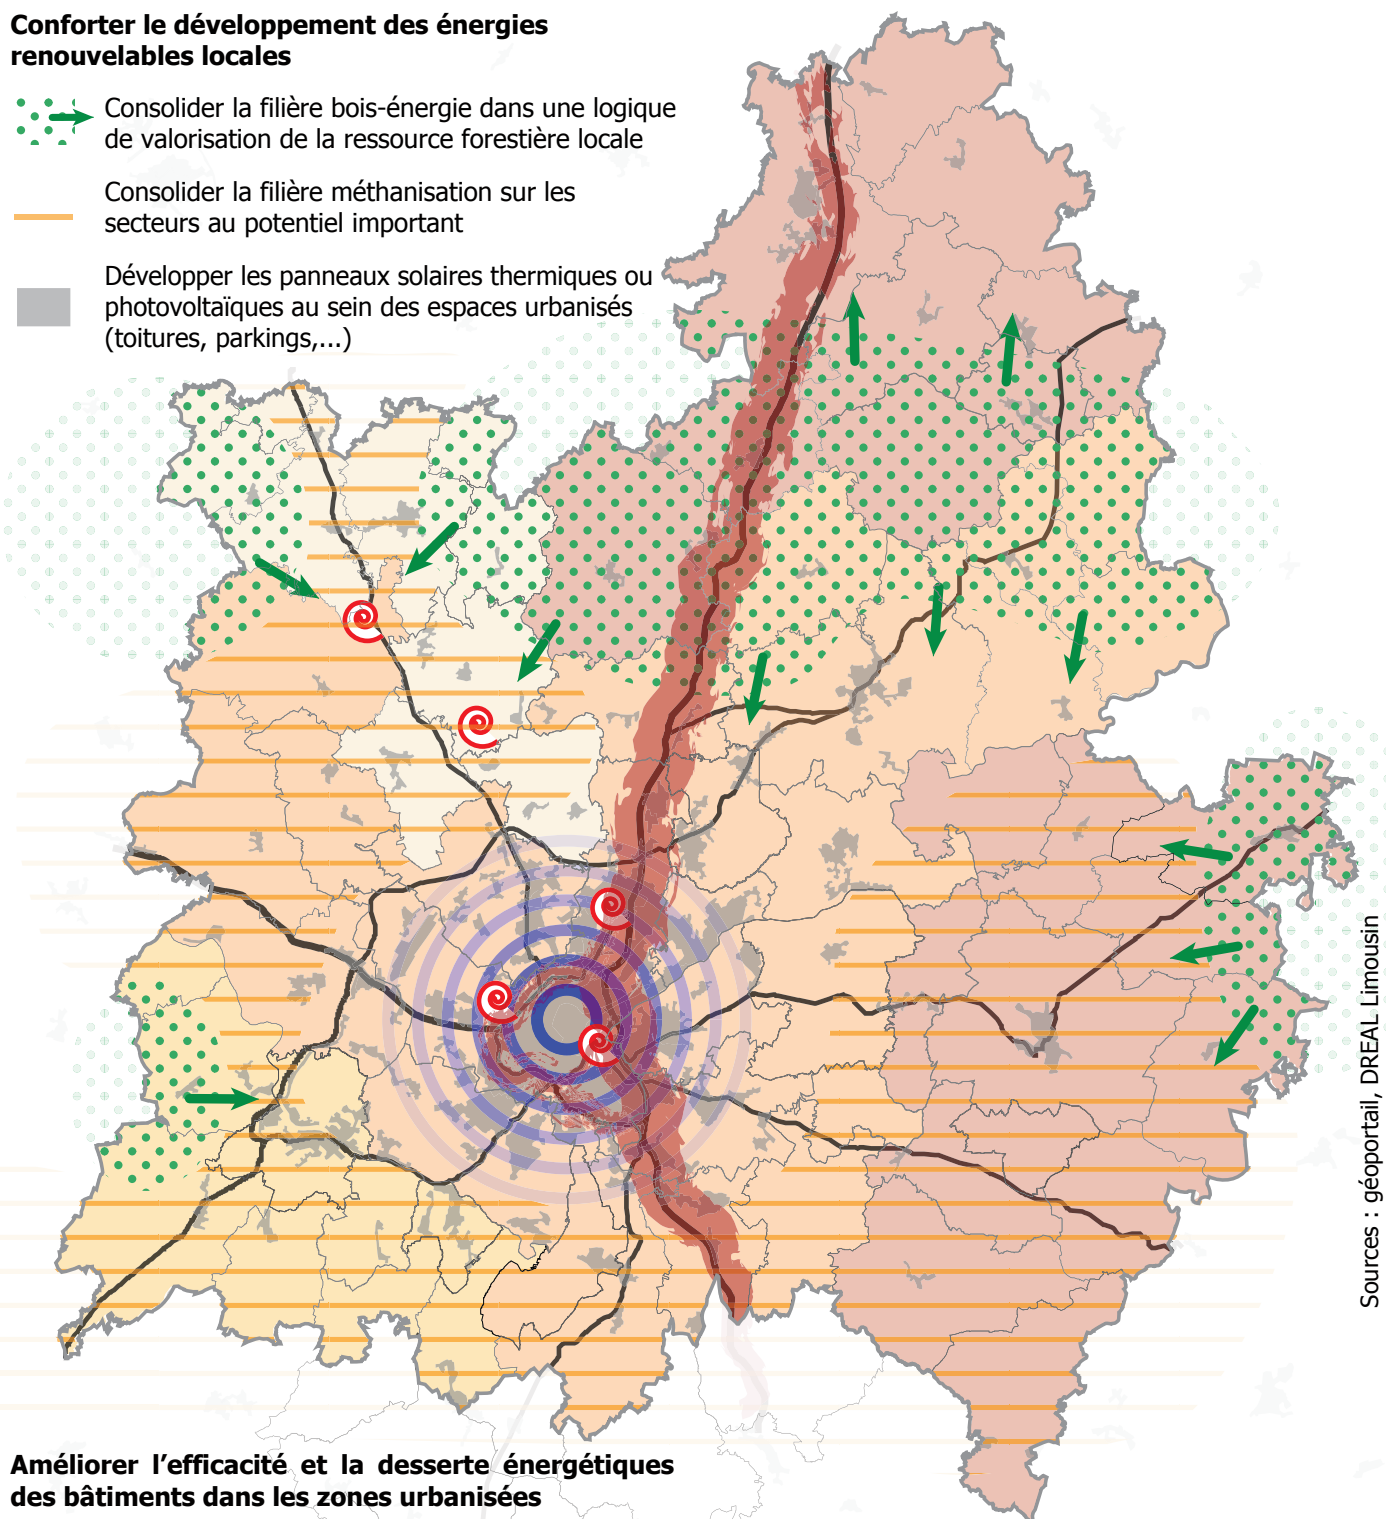 Conforter le développement des énergies
renouvelables locales
Consolider la filière bois-énergie dans une logique
de valorisation de la ressource forestière locale
Consolider la filière méthanisation sur les
secteurs au potentiel important
Développer les panneaux solaires thermiques ou
photovoltaïques au sein des espaces urbanisés
(toitures, parkings,...)
Sources : géoportail, DREAL Limousin
Améliorer l'efficacité et la desserte énergétiques
des bâtiments dans les zones urbanisées